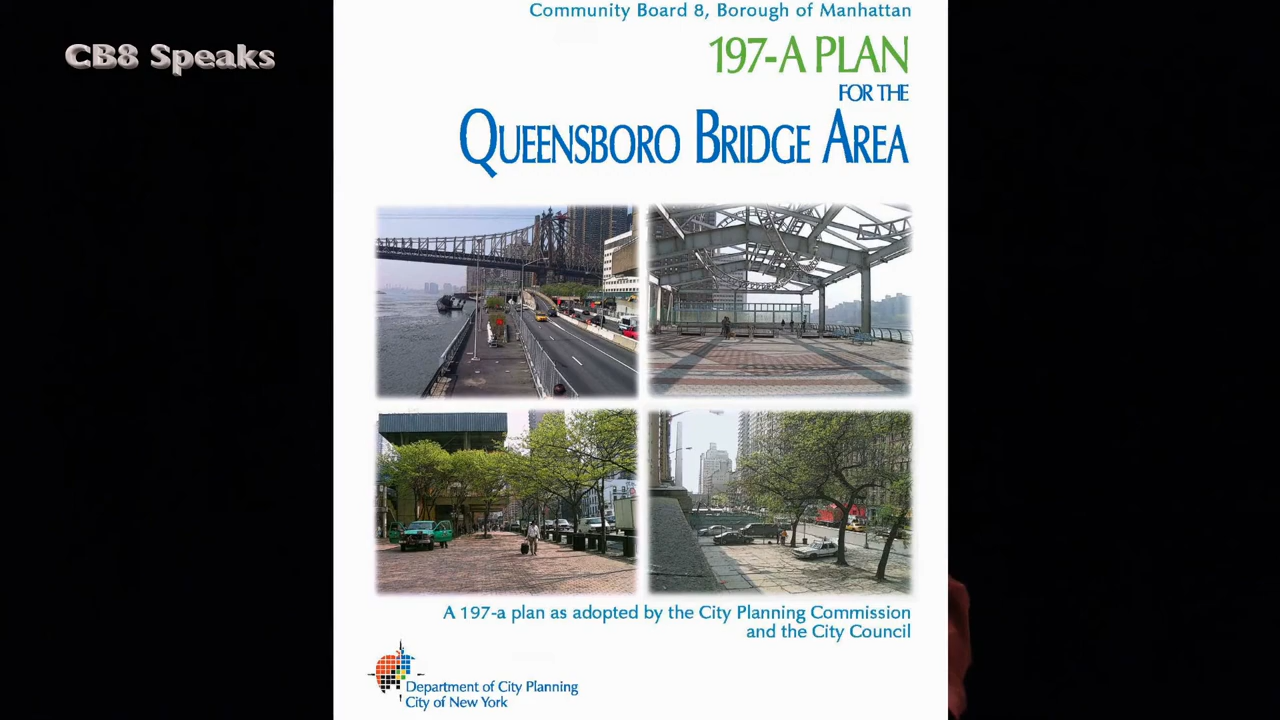 Community Board 8, Borough of Manhattan
CB8 Speaks
197-A PLAN
FOR THE
QUEENSBORO BRIDGE AREA
A 197-a plan as adopted by the City Planning Commission
and the City Council
Department of City Planning
City of New York